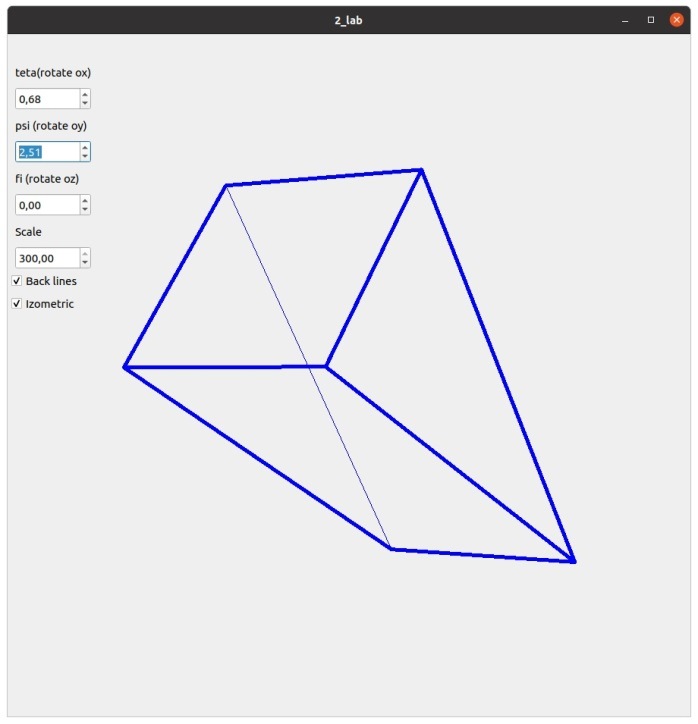 2_lab
teta(rotate ox)
0,68
psi (rotate oy)
2,51
fi (rotate oz)
0,00
Scale
300,00
Back lines
Izometric